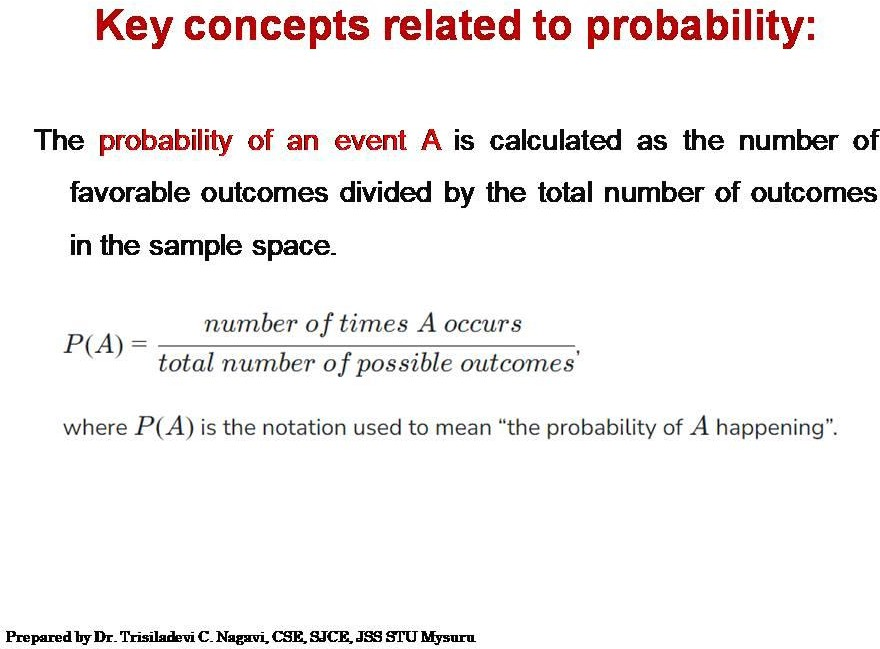 Key concepts related to probability:
The probability of an event A is calculated as the number of
favorable outcomes divided by the total number of outcomes
in the sample space.
number of times A occurs
P(A) =
total number of possible outcomes,
where P(A) is the notation used to mean “the probability of A happening”.
Prepared by Dr. Trisiladevi C. Nagavi, CSE, SJCE, JSS STU Mysuru